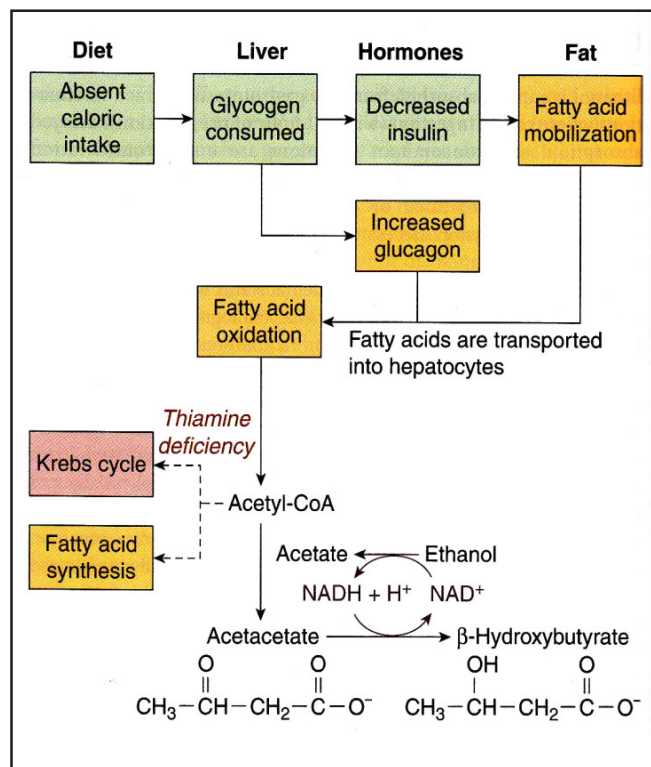 Diet Liver Hormones Fat
Absent
caloric
intake
Glycogen
consumed
Decreased
insulin
Fatty acid
mobilization
Increased
glucagon
Fatty acid
oxidation
Fatty acids are transported
into hepatocytes
Thiamine
deficiency
Krebs cycle
Acetyl-CoA
Fatty acid
synthesis
Acetate Ethanol
NADH + H⁺ NAD⁺
Acetacetate β-Hydroxybutyrate
O O OH O
CH₃–CH–CH₂–C–O⁻ CH₃–CH–CH₂–C–O⁻